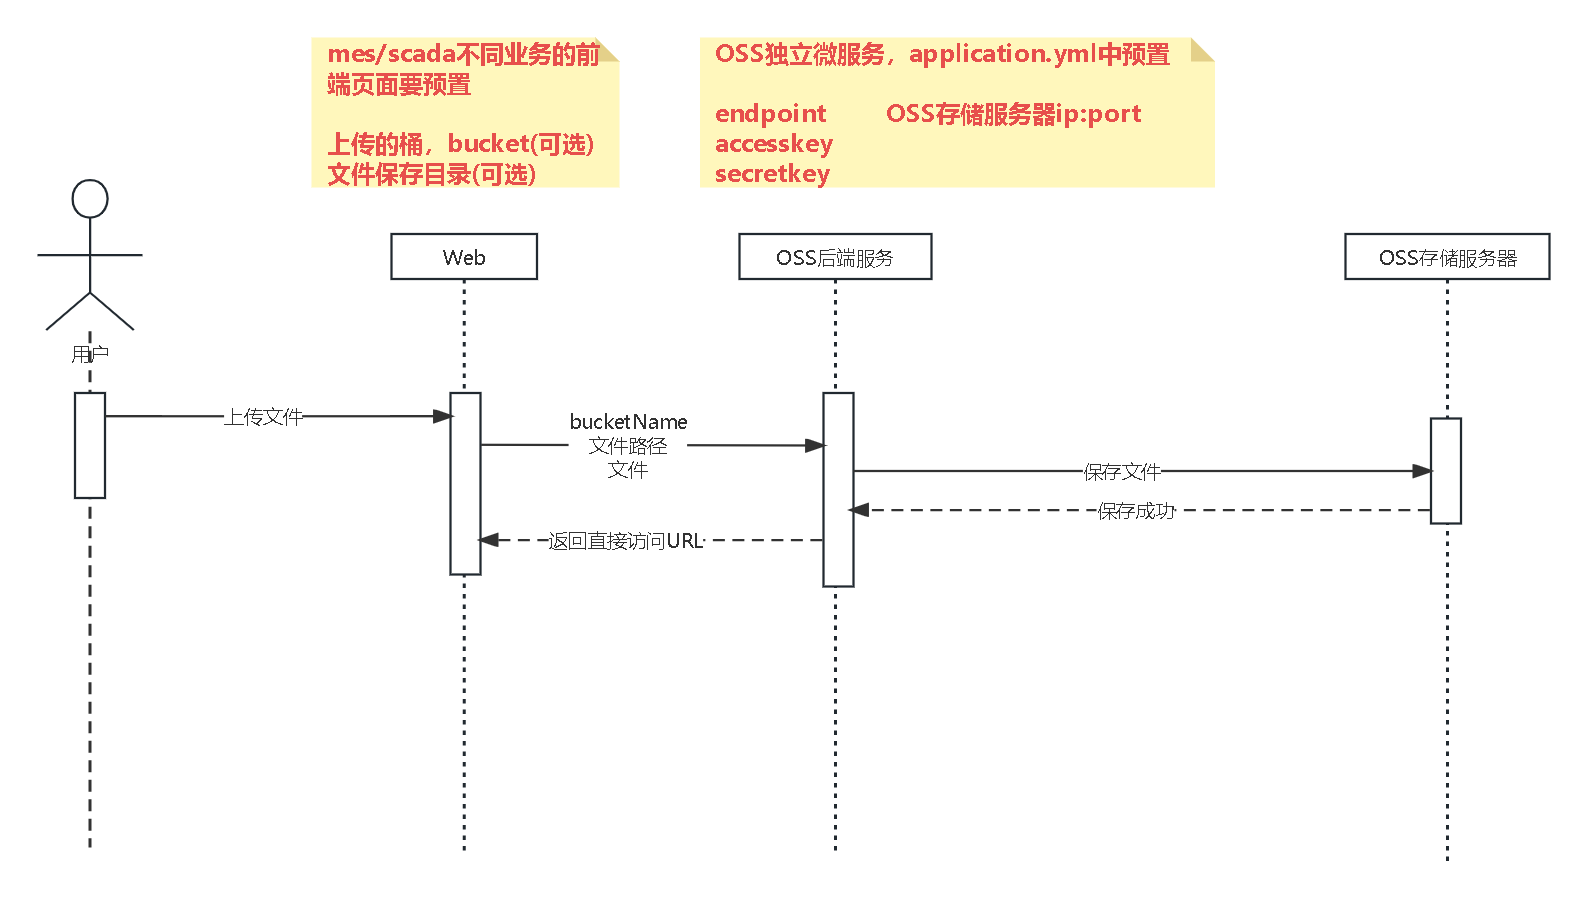 mes/scada不同业务的前
端页面要预置
上传的桶，bucket(可选)
文件保存目录(可选)
OSS独立微服务，application.yml中预置
endpoint OSS存储服务器ip:port
accesskey
secretkey
用户
Web
OSS后端服务
OSS存储服务器
上传文件
bucketName
文件路径
文件
保存文件
保存成功
返回直接访问URL